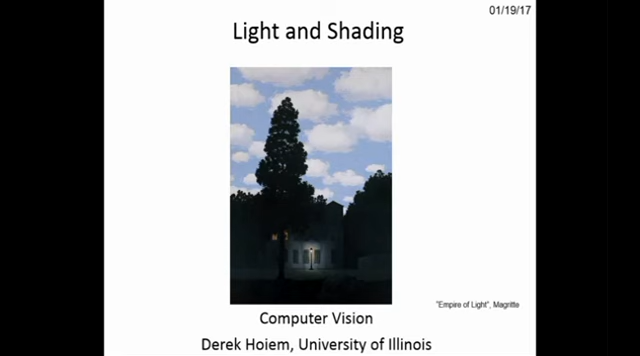 01/19/17
Light and Shading
"Empire of Light", Magritte
Computer Vision
Derek Hoiem, University of Illinois